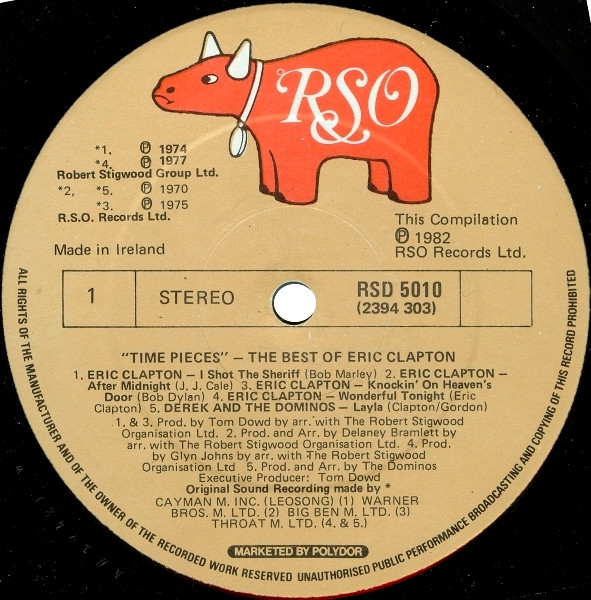 RSO
*1. ℗ 1974
*4. ℗ 1977
Robert Stigwood Group Ltd.
*2, *5. ℗ 1970
*3. ℗ 1975
R.S.O. Records Ltd.
This Compilation
℗ 1982
RSO Records Ltd.
Made in Ireland
1
STEREO
RSD 5010
(2394 303)
"TIME PIECES" – THE BEST OF ERIC CLAPTON
1. ERIC CLAPTON – I Shot The Sheriff (Bob Marley) 2. ERIC CLAPTON –
After Midnight (J. J. Cale) 3. ERIC CLAPTON – Knockin' On Heaven's
Door (Bob Dylan) 4. ERIC CLAPTON – Wonderful Tonight (Eric
Clapton) 5. DEREK AND THE DOMINOS – Layla (Clapton/Gordon)
1. & 3. Prod. by Tom Dowd by arr. with The Robert Stigwood
Organisation Ltd. 2. Prod. and Arr. by Delaney Bramlett by
arr. with The Robert Stigwood Organisation Ltd. 4. Prod.
by Glyn Johns by arr. with The Robert Stigwood
Organisation Ltd 5. Prod. and Arr. by The Dominos
Executive Producer: Tom Dowd
Original Sound Recording made by *
CAYMAN M. INC. (LEOSONG) (1) WARNER
BROS. M. LTD. (2) BIG BEN M. LTD. (3)
THROAT M. LTD. (4. & 5.)
MARKETED BY POLYDOR
ALL RIGHTS OF THE MANUFACTURER AND OF THE OWNER OF THE RECORDED WORK RESERVED UNAUTHORISED PUBLIC PERFORMANCE BROADCASTING AND COPYING OF THIS RECORD PROHIBITED